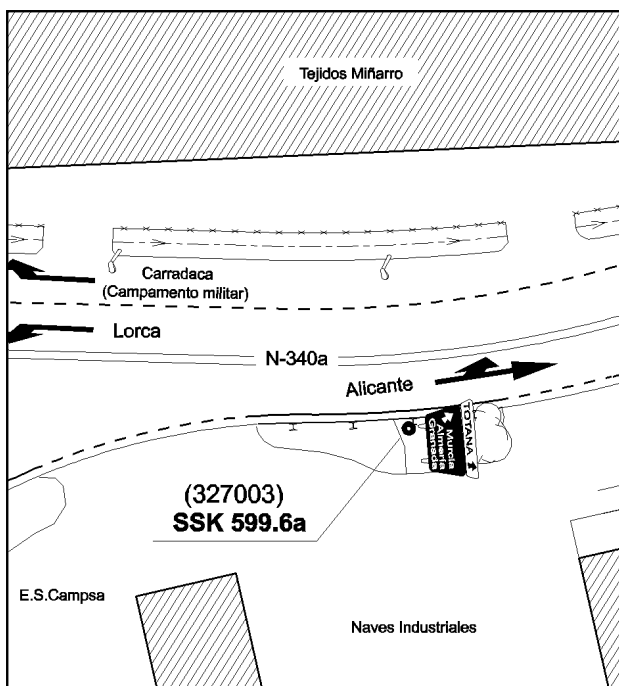 Tejidos Miñarro
Carradaca
(Campamento militar)
Lorca
N-340a
Alicante
TOTANA
Murcia
Almería
Granada
(327003)
SSK 599.6a
E.S.Campsa
Naves Industriales